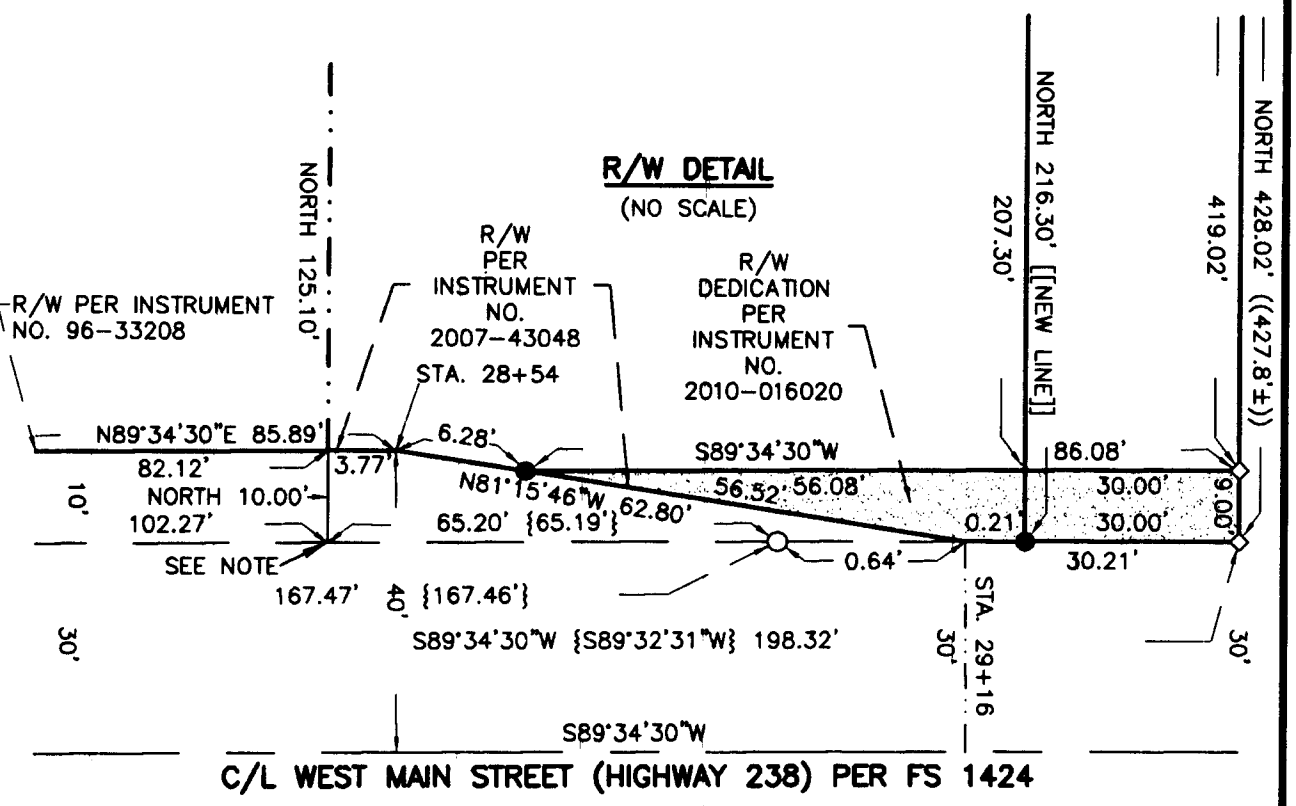 R/W DETAIL
(NO SCALE)
NORTH 125.10'
NORTH 216.30' [[NEW LINE]]
207.30'
419.02'
NORTH 428.02' ((427.8'±))
R/W PER INSTRUMENT
NO. 96-33208
R/W
PER
INSTRUMENT
NO.
2007-43048
STA. 28+54
R/W
DEDICATION
PER
INSTRUMENT
NO.
2010-016020
N89°34'30"E 85.89'
6.28'
S89°34'30"W
86.08'
82.12'
3.77'
N81°15'46"W
62.80'
56.52'
56.08'
30.00'
10'
NORTH 10.00'
9.00'
102.27'
65.20' {65.19'}
0.21'
30.00'
SEE NOTE
0.64'
30.21'
167.47' {167.46'}
40'
STA. 29+16
30'
S89°34'30"W {S89°32'31"W} 198.32'
30'
30'
S89°34'30"W
C/L WEST MAIN STREET (HIGHWAY 238) PER FS 1424